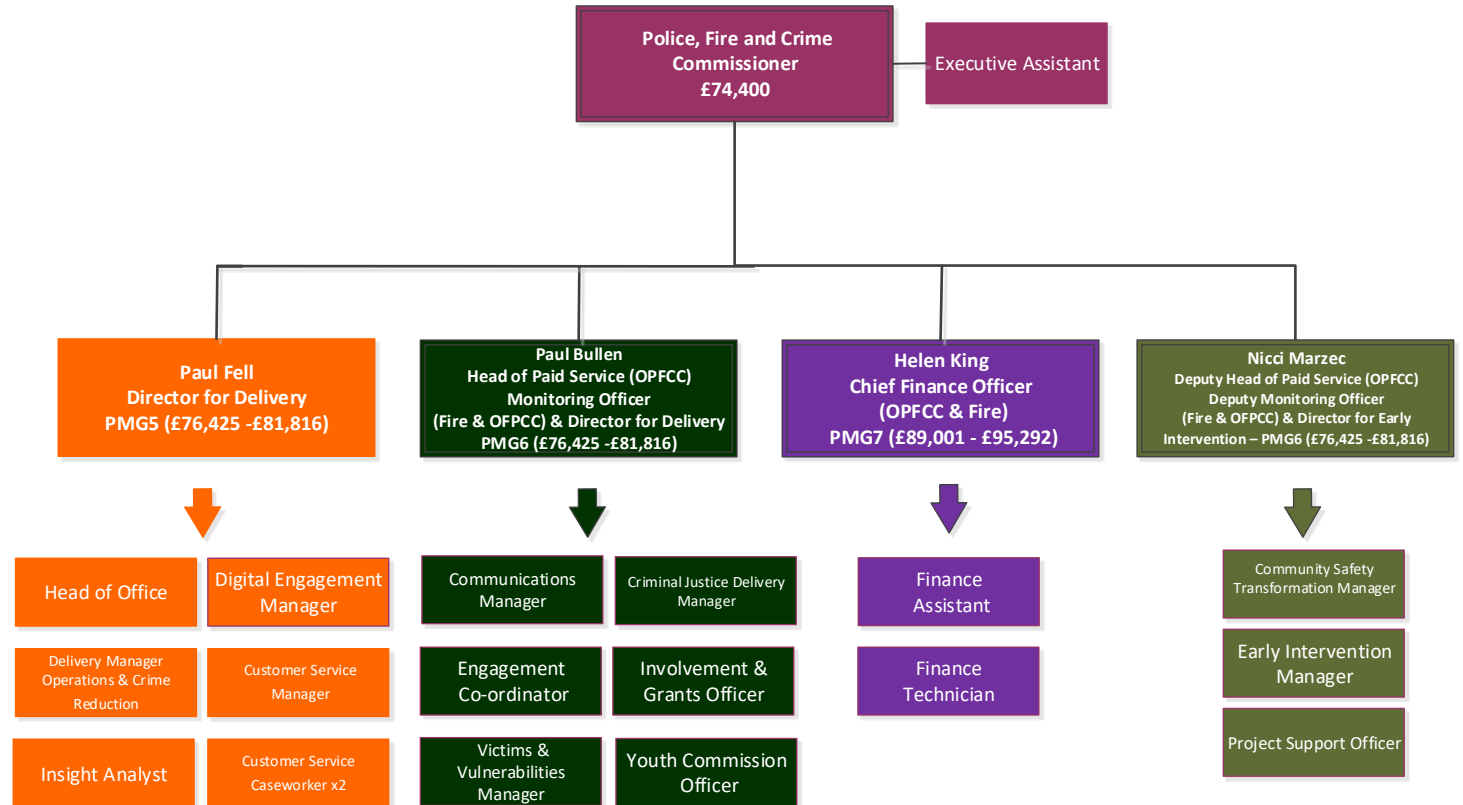 Police, Fire and Crime
Commissioner
£74,400
Executive Assistant
Paul Fell
Director for Delivery
PMG5 (£76,425 -£81,816)
Paul Bullen
Head of Paid Service (OPFCC)
Monitoring Officer
(Fire & OFPCC) & Director for Delivery
PMG6 (£76,425 -£81,816)
Helen King
Chief Finance Officer
(OPFCC & Fire)
PMG7 (£89,001 - £95,292)
Nicci Marzec
Deputy Head of Paid Service (OPFCC)
Deputy Monitoring Officer
(Fire & OFPCC) & Director for Early
Intervention – PMG6 (£76,425 -£81,816)
Head of Office
Digital Engagement
Manager
Delivery Manager
Operations & Crime
Reduction
Customer Service
Manager
Insight Analyst
Customer Service
Caseworker x2
Communications
Manager
Criminal Justice Delivery
Manager
Engagement
Co-ordinator
Involvement &
Grants Officer
Victims &
Vulnerabilities
Manager
Youth Commission
Officer
Finance
Assistant
Finance
Technician
Community Safety
Transformation Manager
Early Intervention
Manager
Project Support Officer